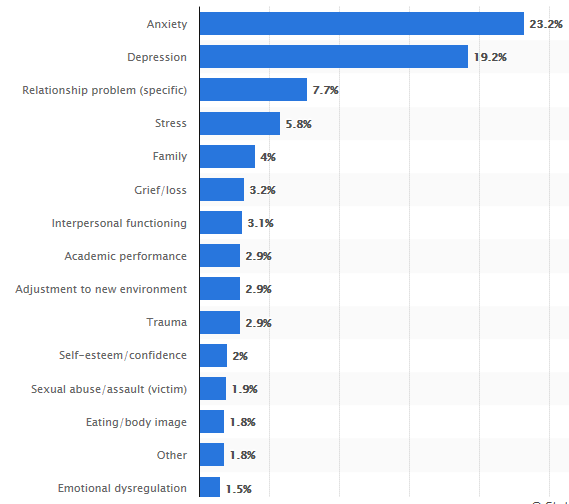 Anxiety 23.2%
Depression 19.2%
Relationship problem (specific) 7.7%
Stress 5.8%
Family 4%
Grief/loss 3.2%
Interpersonal functioning 3.1%
Academic performance 2.9%
Adjustment to new environment 2.9%
Trauma 2.9%
Self-esteem/confidence 2%
Sexual abuse/assault (victim) 1.9%
Eating/body image 1.8%
Other 1.8%
Emotional dysregulation 1.5%